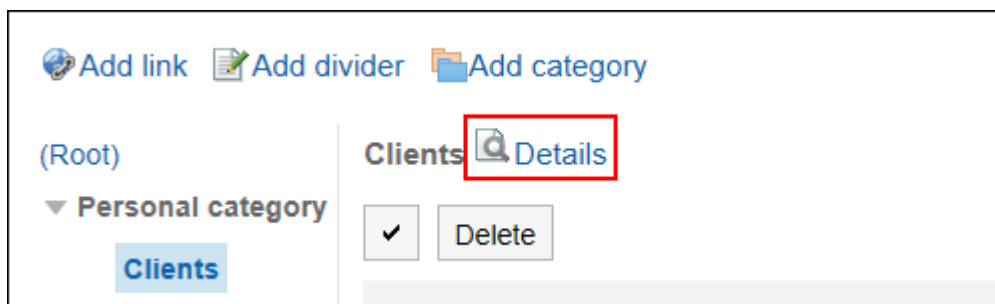 Add link Add divider Add category
(Root)
Clients Details
Personal category
Delete
Clients